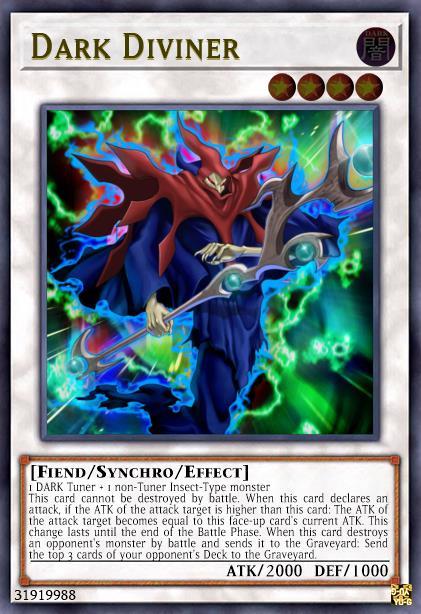 DARK DIVINER
DARK
闇
[FIEND/SYNCHRO/EFFECT]
1 DARK Tuner + 1 non-Tuner Insect-Type monster
This card cannot be destroyed by battle. When this card declares an
attack, if the ATK of the attack target is higher than this card: The ATK of
the attack target becomes equal to this face-up card's current ATK. This
change lasts until the end of the Battle Phase. When this card destroys
an opponent's monster by battle and sends it to the Graveyard: Send
the top 3 cards of your opponent's Deck to the Graveyard.
ATK/2000 DEF/1000
31919988